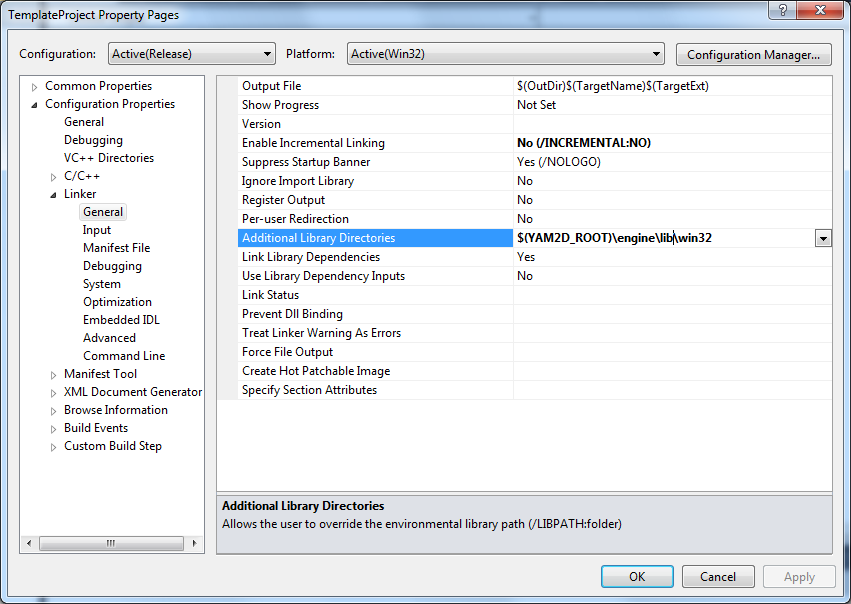 TemplateProject Property Pages
Configuration: Active(Release) Platform: Active(Win32) Configuration Manager...
Common Properties
Configuration Properties
General
Debugging
VC++ Directories
C/C++
Linker
General
Input
Manifest File
Debugging
System
Optimization
Embedded IDL
Advanced
Command Line
Manifest Tool
XML Document Generator
Browse Information
Build Events
Custom Build Step
Output File $(OutDir)$(TargetName)$(TargetExt)
Show Progress Not Set
Version
Enable Incremental Linking No (/INCREMENTAL:NO)
Suppress Startup Banner Yes (/NOLOGO)
Ignore Import Library No
Register Output No
Per-user Redirection No
Additional Library Directories $(YAM2D_ROOT)\engine\lib\win32
Link Library Dependencies Yes
Use Library Dependency Inputs No
Link Status
Prevent Dll Binding
Treat Linker Warning As Errors
Force File Output
Create Hot Patchable Image
Specify Section Attributes
Additional Library Directories
Allows the user to override the environmental library path (/LIBPATH:folder)
OK Cancel Apply